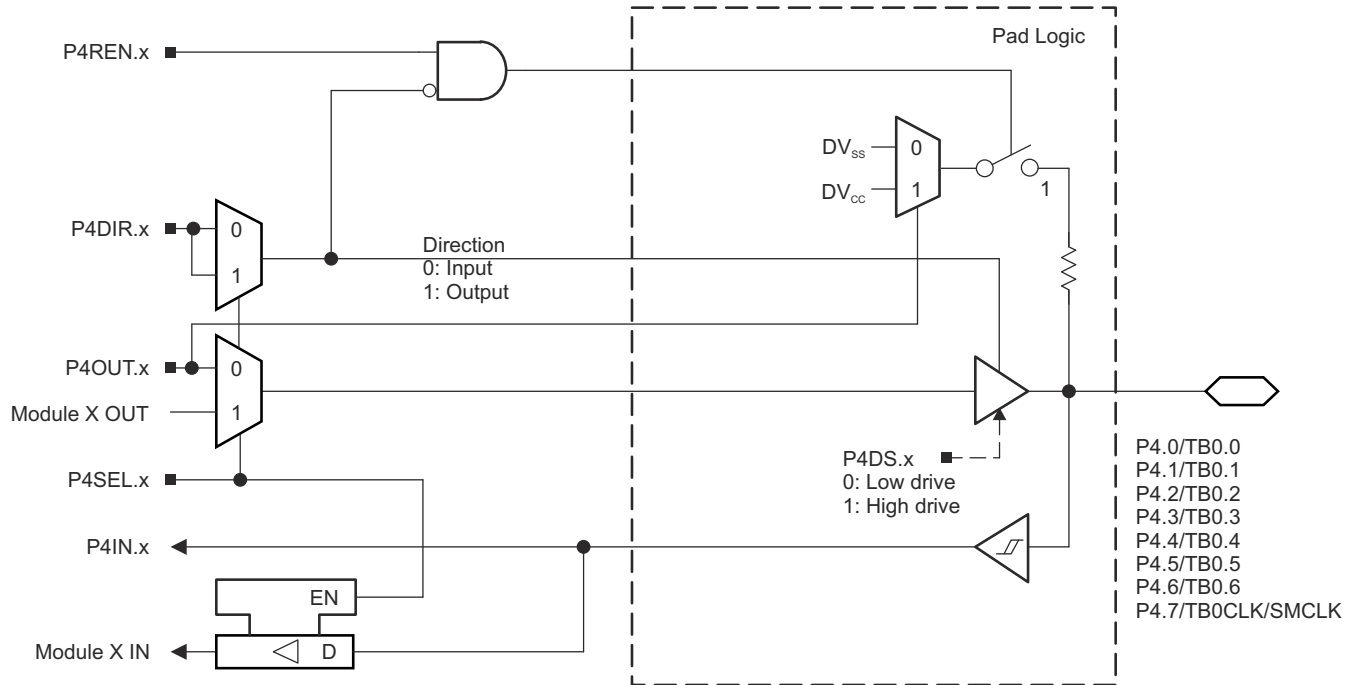 Pad Logic
P4REN.x
DVSS
0
DVCC
1
1
P4DIR.x
0
1
Direction
0: Input
1: Output
P4OUT.x
0
Module X OUT
1
P4SEL.x
P4DS.x
0: Low drive
1: High drive
P4IN.x
EN
Module X IN
D
P4.0/TB0.0
P4.1/TB0.1
P4.2/TB0.2
P4.3/TB0.3
P4.4/TB0.4
P4.5/TB0.5
P4.6/TB0.6
P4.7/TB0CLK/SMCLK